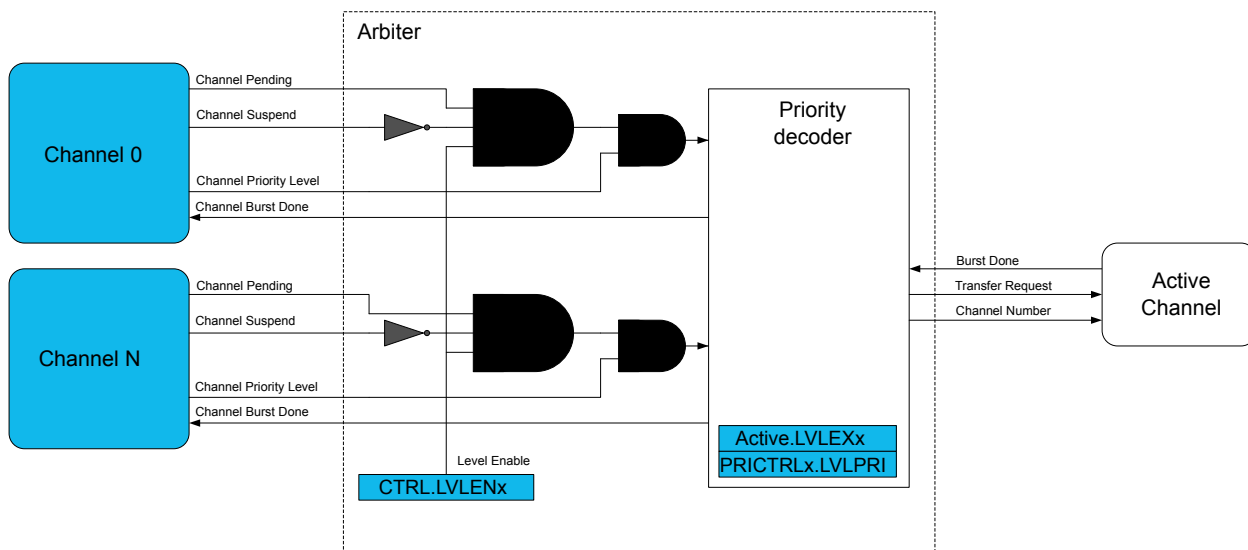 Arbiter
Channel Pending
Channel Suspend
Channel 0
Channel Priority Level
Channel Burst Done
Priority
decoder
Burst Done
Transfer Request
Channel Number
Active
Channel
Channel Pending
Channel Suspend
Channel N
Channel Priority Level
Channel Burst Done
Level Enable
CTRL.LVLENx
Active.LVLEXx
PRICTRLx.LVLPRI